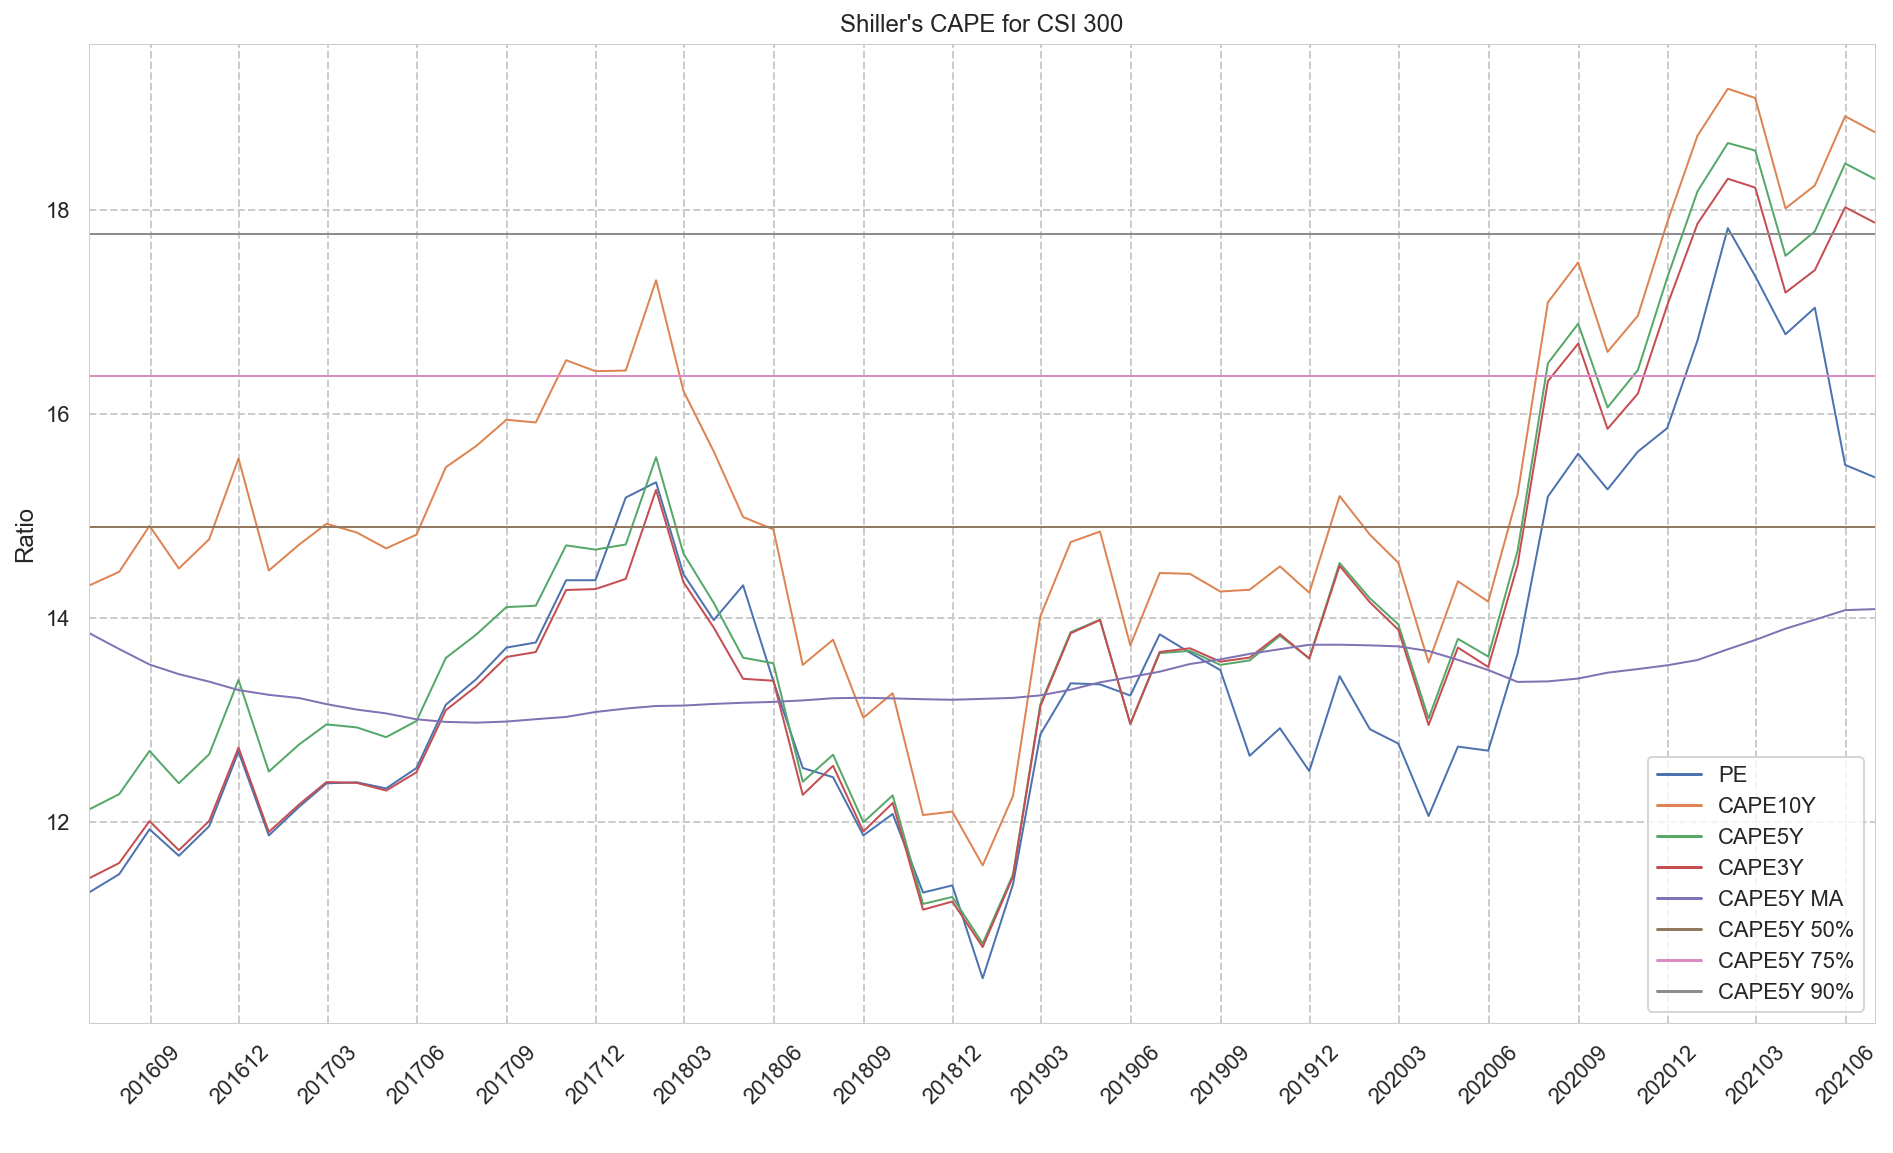 Shiller's CAPE for CSI 300
Ratio
18
16
14
12
PE
CAPE10Y
CAPE5Y
CAPE3Y
CAPE5Y MA
CAPE5Y 50%
CAPE5Y 75%
CAPE5Y 90%
201609
201612
201703
201706
201709
201712
201803
201806
201809
201812
201903
201906
201909
201912
202003
202006
202009
202012
202103
202106